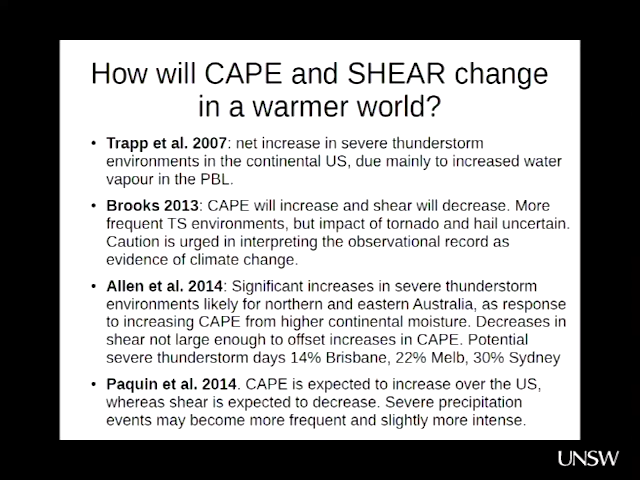 How will CAPE and SHEAR change
in a warmer world?
• Trapp et al. 2007: net increase in severe thunderstorm
environments in the continental US, due mainly to increased water
vapour in the PBL.
• Brooks 2013: CAPE will increase and shear will decrease. More
frequent TS environments, but impact of tornado and hail uncertain.
Caution is urged in interpreting the observational record as
evidence of climate change.
• Allen et al. 2014: Significant increases in severe thunderstorm
environments likely for northern and eastern Australia, as response
to increasing CAPE from higher continental moisture. Decreases in
shear not large enough to offset increases in CAPE. Potential
severe thunderstorm days 14% Brisbane, 22% Melb, 30% Sydney
• Paquin et al. 2014. CAPE is expected to increase over the US,
whereas shear is expected to decrease. Severe precipitation
events may become more frequent and slightly more intense.
UNSW